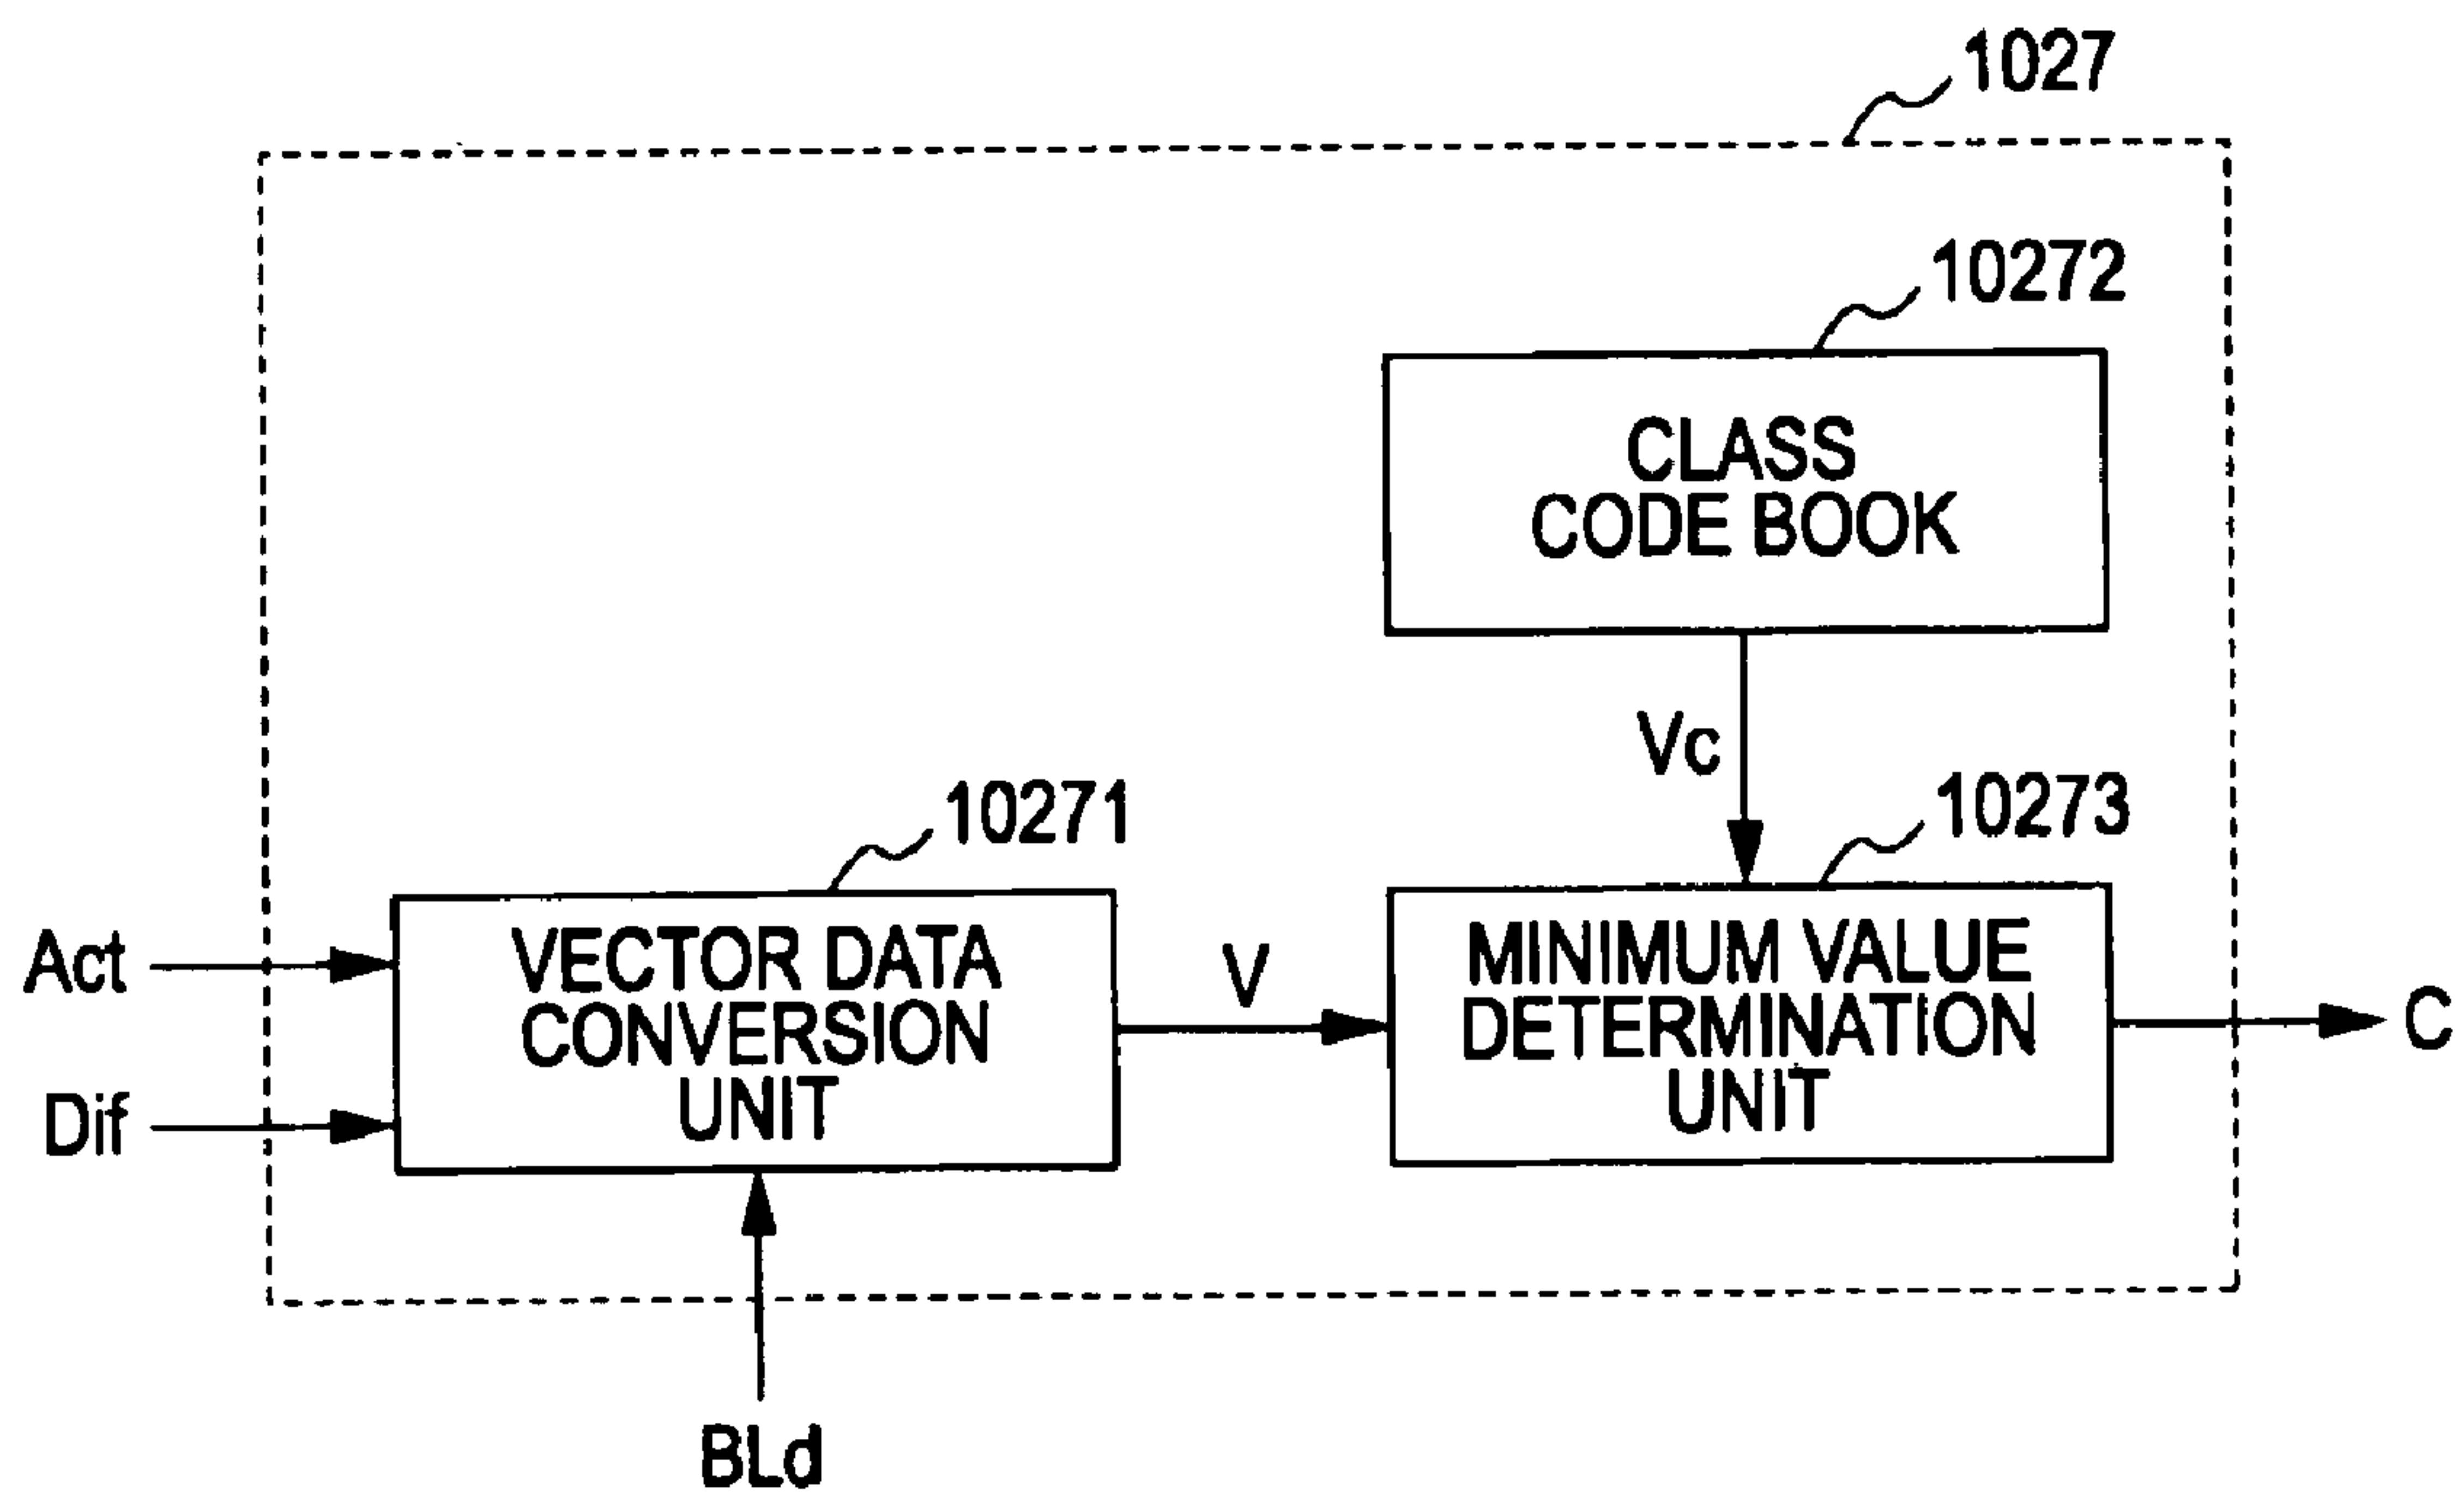 1027
10272
CLASS
CODE BOOK
Vc
10271
10273
Act
VECTOR DATA
CONVERSION
UNIT
V
MINIMUM VALUE
DETERMINATION
UNIT
C
Dif
BLd